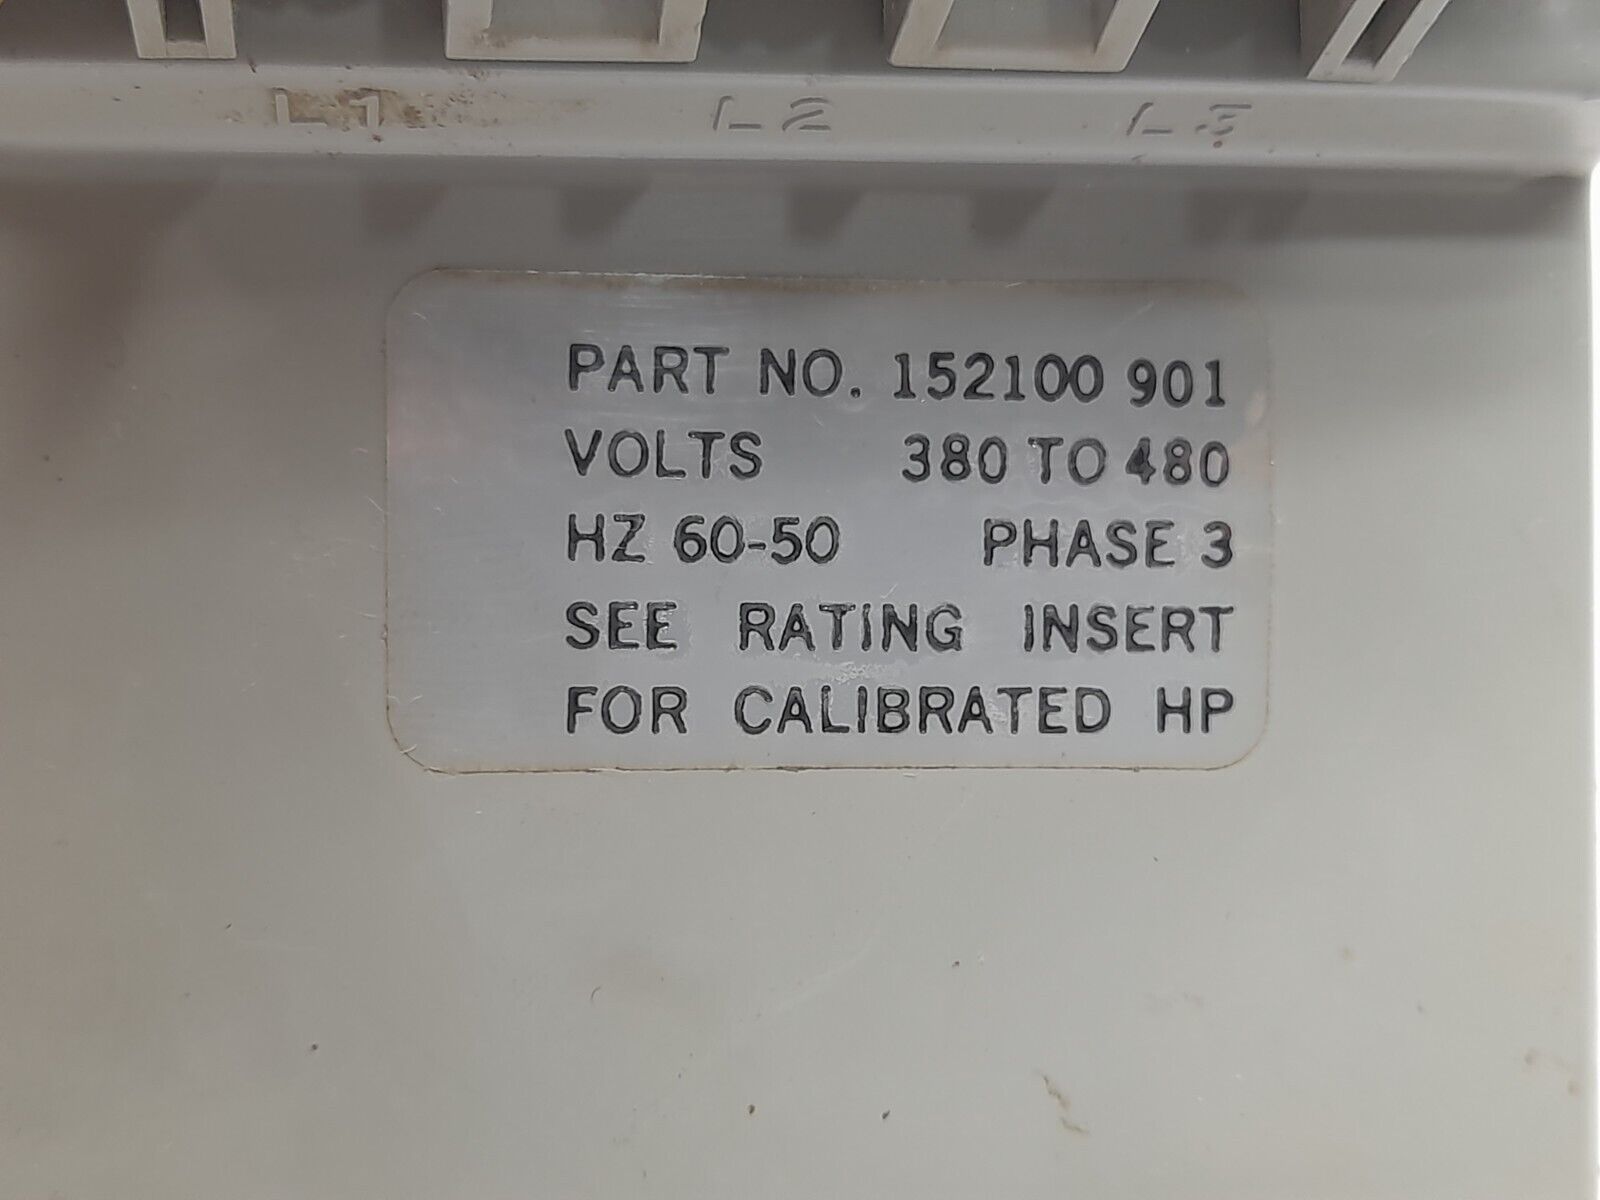 L1 L2 L3
PART NO. 152100 901
VOLTS 380 TO 480
HZ 60-50 PHASE 3
SEE RATING INSERT
FOR CALIBRATED HP